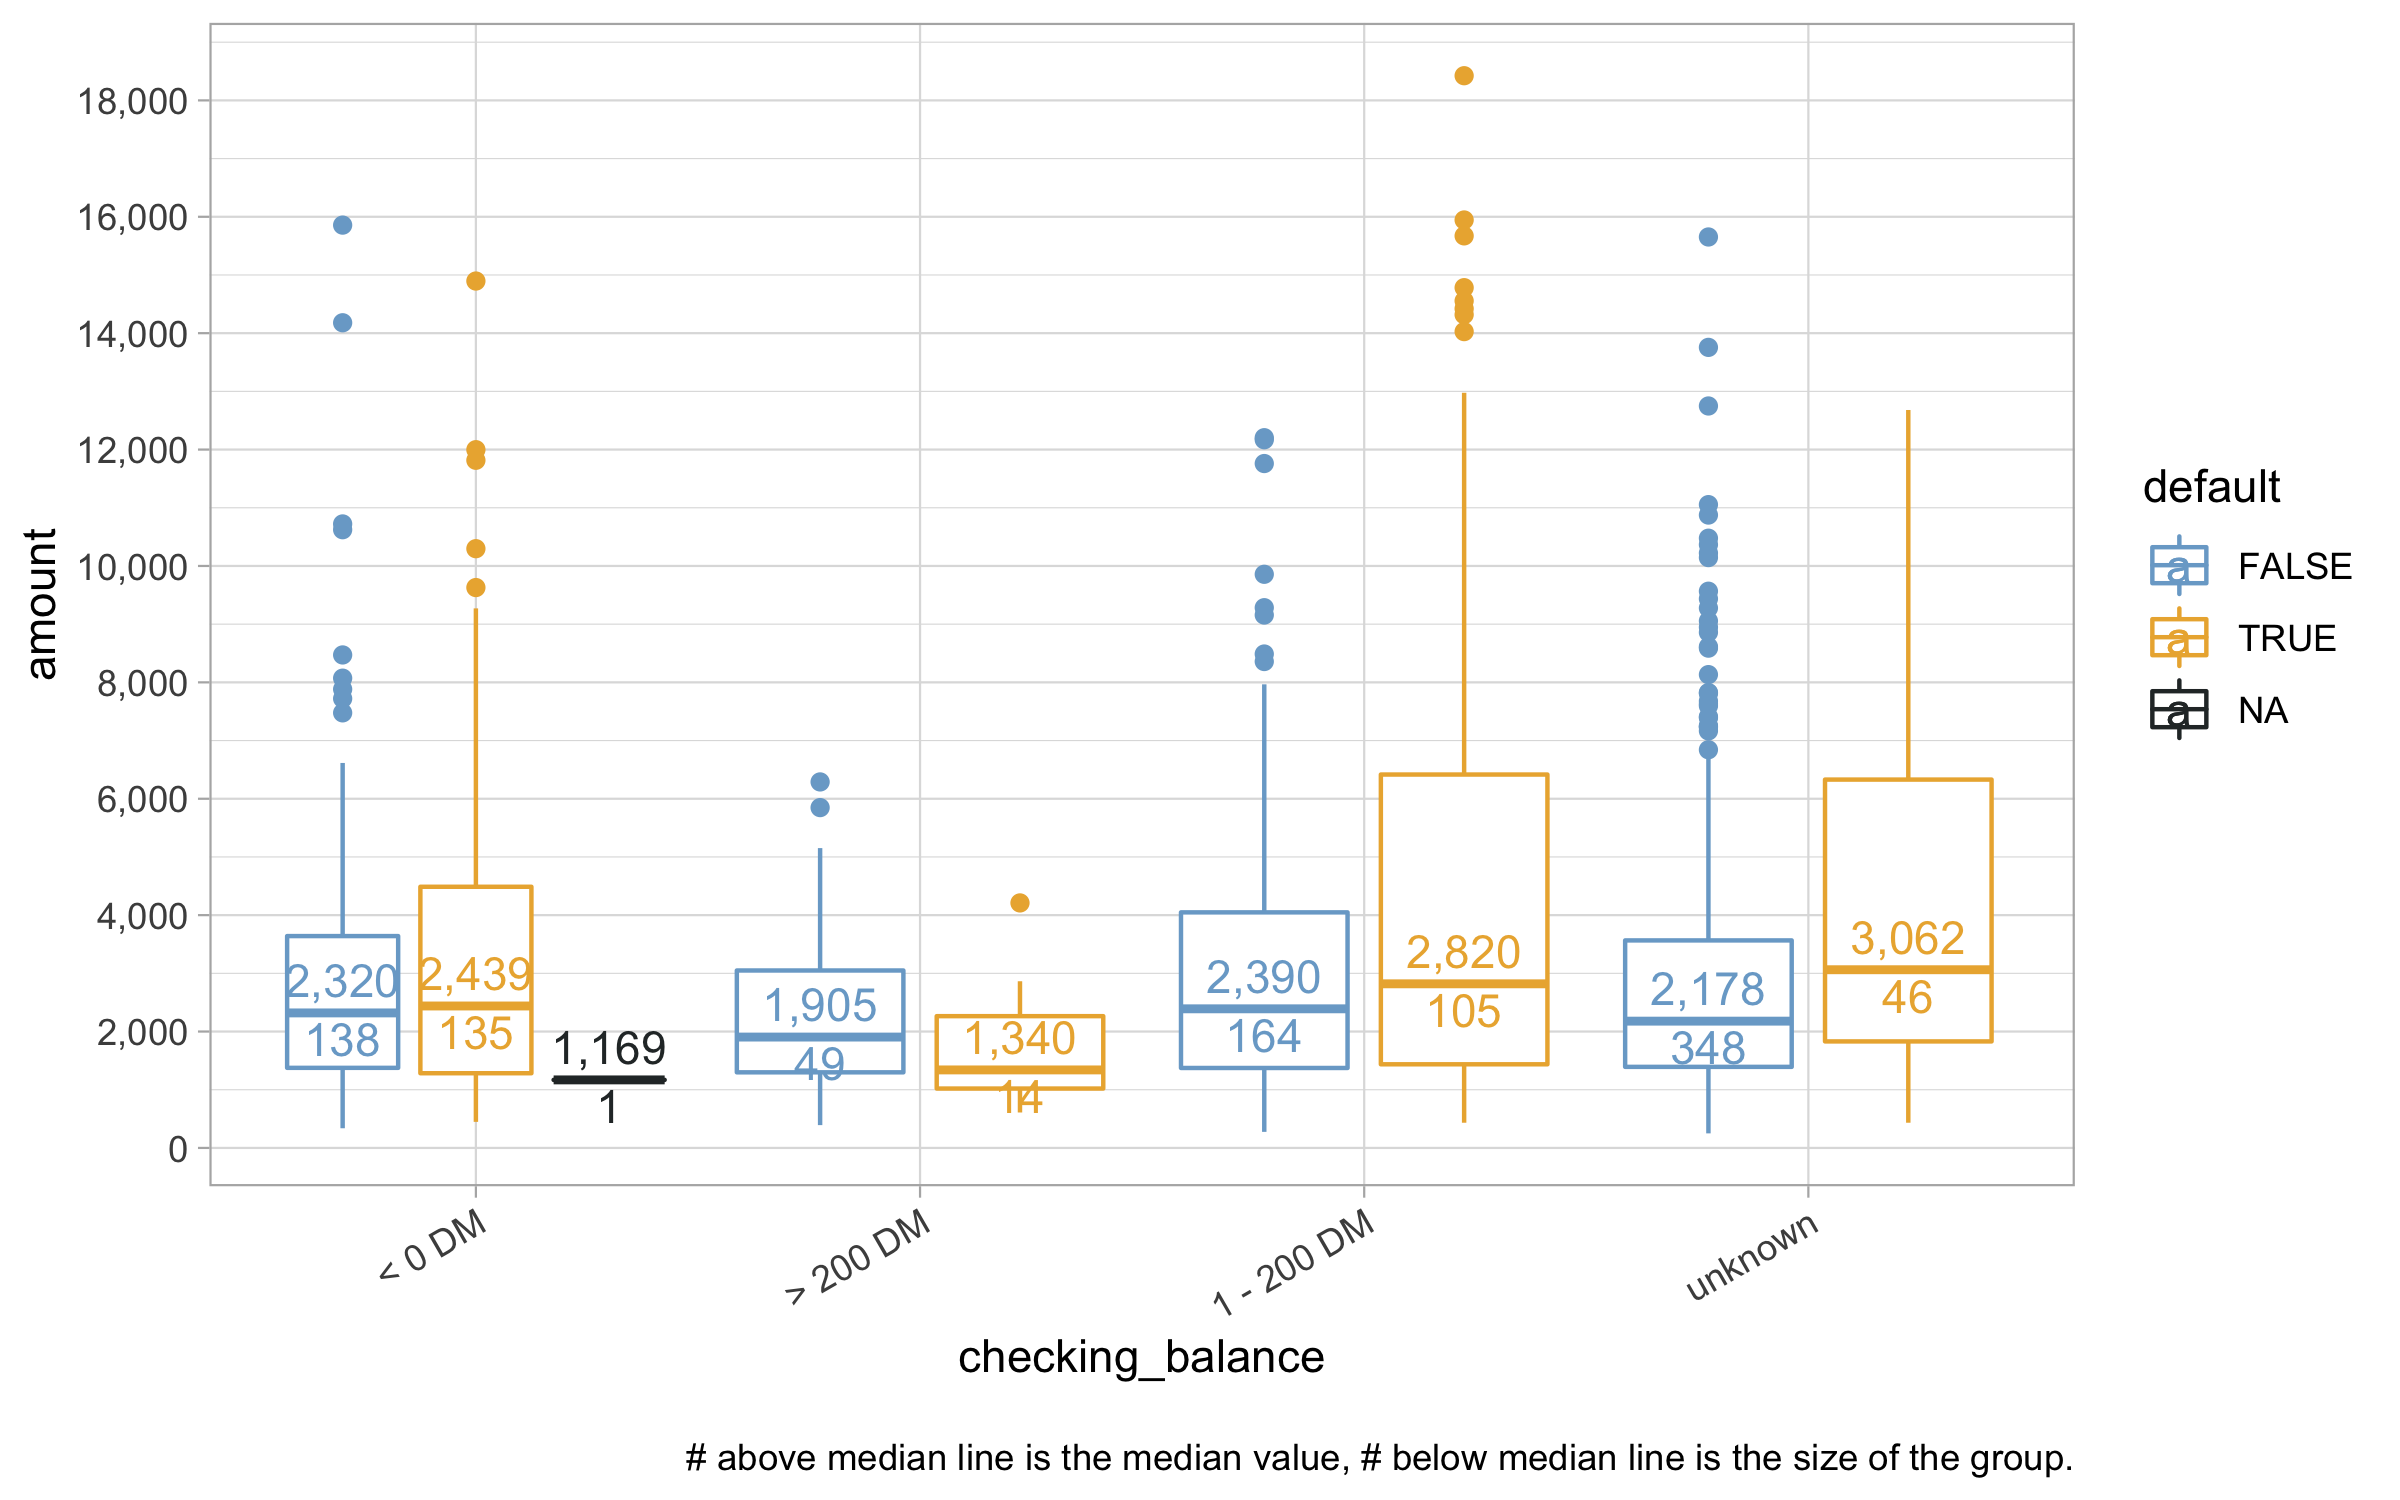 18,000
16,000
14,000
12,000
10,000
8,000
6,000
4,000
2,000
0
amount
2,320
138
2,439
135
1,169
1
1,905
49
1,340
14
2,390
164
2,820
105
2,178
348
3,062
46
< 0 DM
> 200 DM
1 - 200 DM
unknown
checking_balance
default
a FALSE
a TRUE
a NA
# above median line is the median value, # below median line is the size of the group.